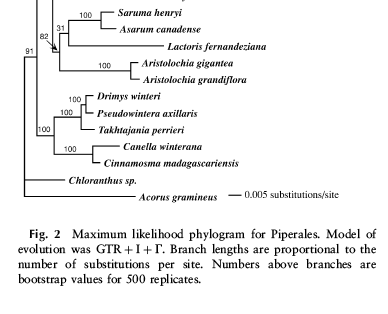 100 Saruma henryi
31 Asarum canadense
82
Lactoris fernandeziana
91
100 Aristolochia gigantea
Aristolochia grandiflora
100 Drimys winteri
100 Pseudowintera axillaris
Takhtajania perrieri
100
100 Canella winterana
Cinnamosma madagascariensis
Chloranthus sp.
Acorus gramineus 0.005 substitutions/site
Fig. 2 Maximum likelihood phylogram for Piperales. Model of
evolution was GTR + I + Γ. Branch lengths are proportional to the
number of substitutions per site. Numbers above branches are
bootstrap values for 500 replicates.